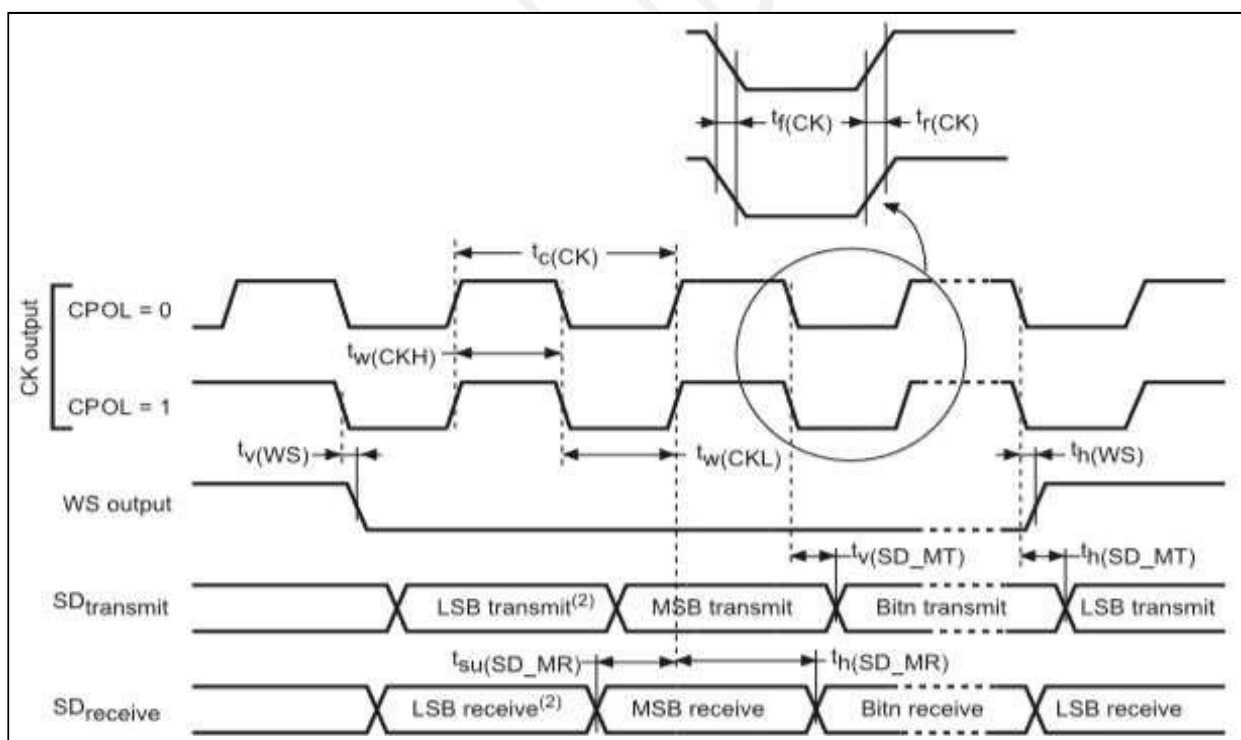 tf(CK)
tr(CK)
tc(CK)
CK output
CPOL = 0
tw(CKH)
CPOL = 1
tv(WS)
tw(CKL)
th(WS)
WS output
tv(SD_MT)
th(SD_MT)
SDtransmit
LSB transmit(2)
MSB transmit
Bitn transmit
LSB transmit
tsu(SD_MR)
th(SD_MR)
SDreceive
LSB receive(2)
MSB receive
Bitn receive
LSB receive